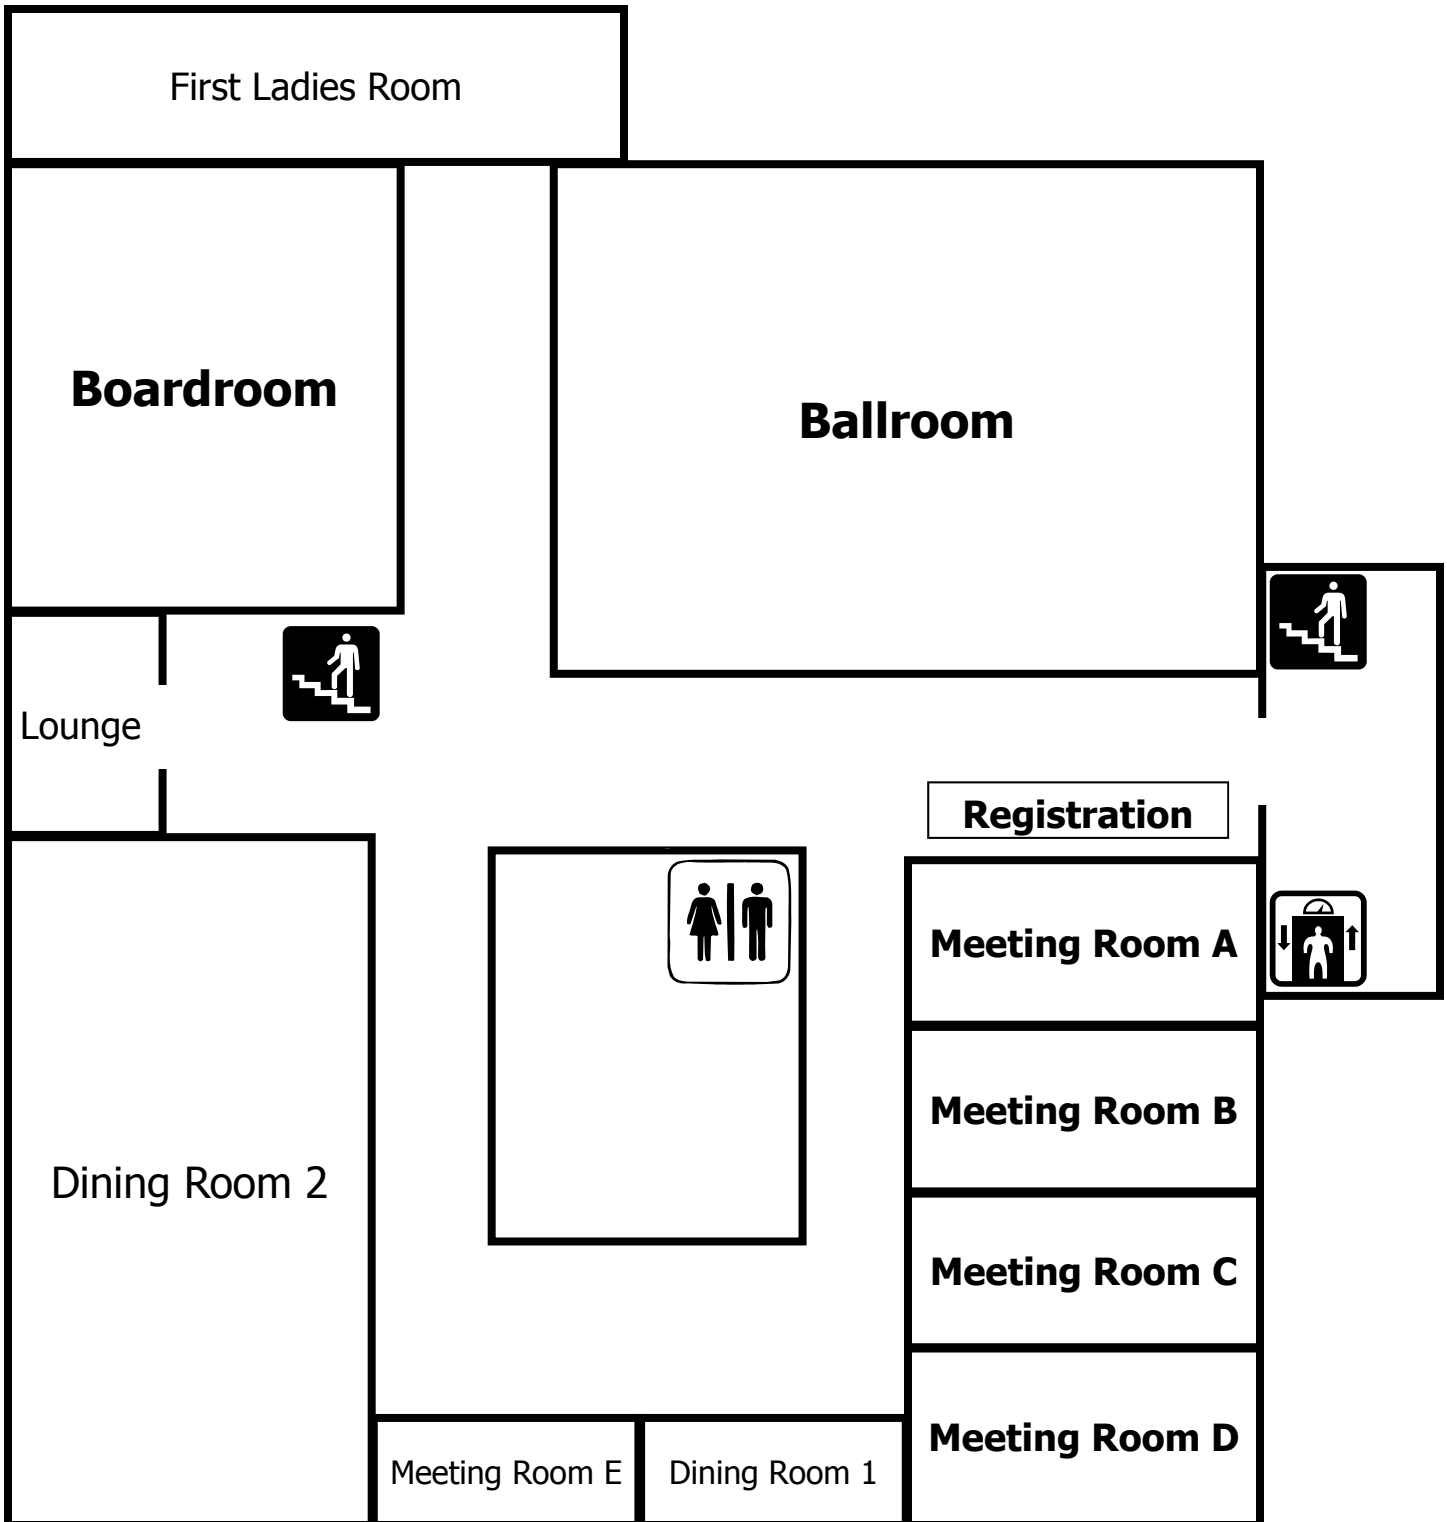 First Ladies Room
Boardroom
Ballroom
Lounge
Registration
Meeting Room A
Meeting Room B
Dining Room 2
Meeting Room C
Meeting Room D
Meeting Room E
Dining Room 1